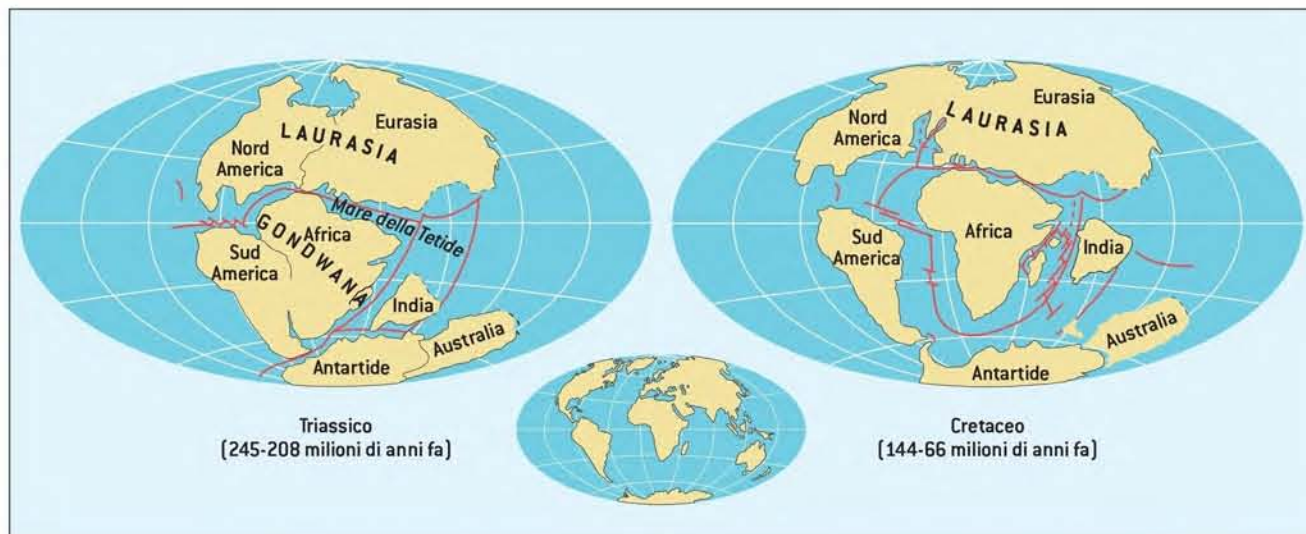 Nord
America
LAURASIA
Eurasia
Mare della Tetide
GONDWANA
Africa
Sud
America
India
Australia
Antartide
Triassico
(245-208 milioni di anni fa)
Nord
America
LAURASIA
Eurasia
Sud
America
Africa
India
Australia
Antartide
Cretaceo
(144-66 milioni di anni fa)